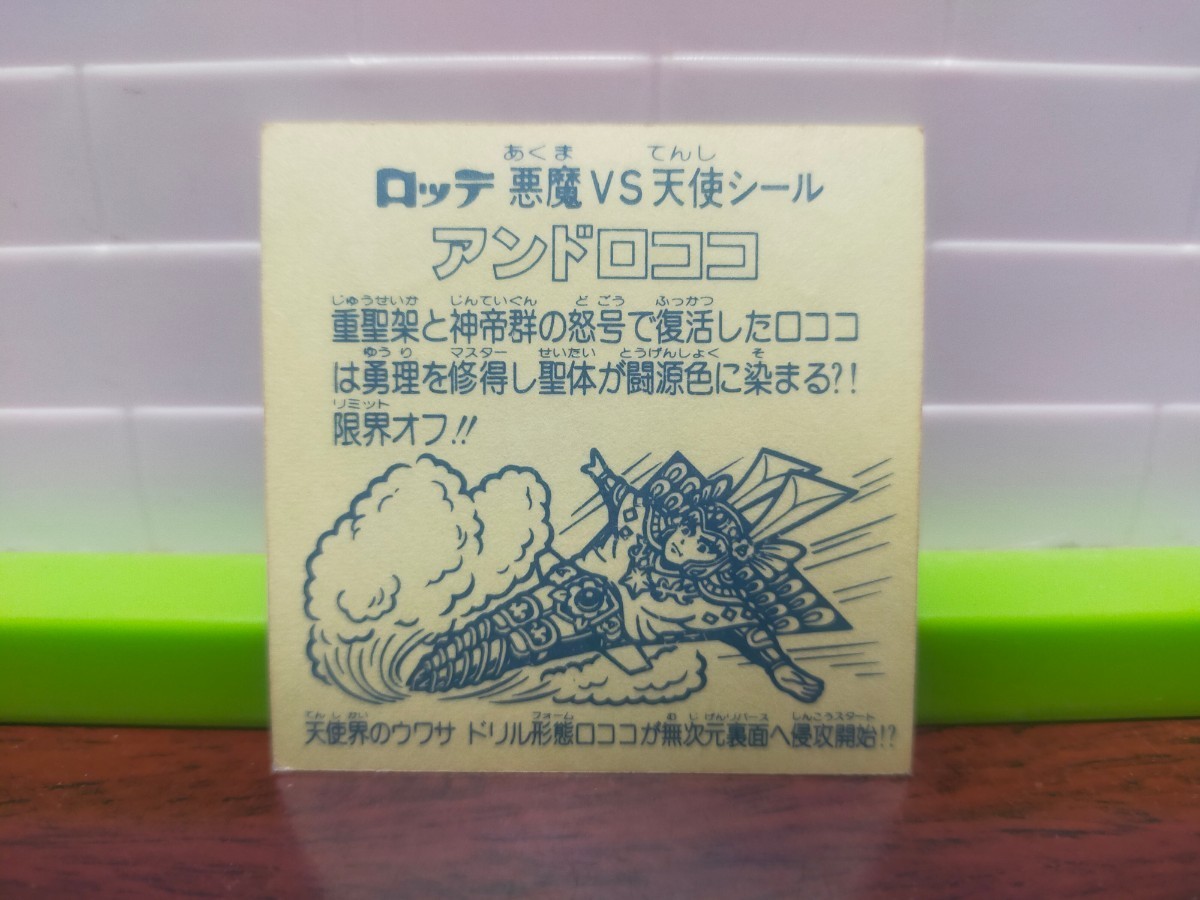 あくま てんし
ロッテ 悪魔VS天使シール
アンドロココ
じゅうせいか じんていぐん どごう ふっかつ
重聖架と神帝群の怒号で復活したロココ
ゆうり マスター せいたい とうげんしょく そ
は勇理を修得し聖体が闘源色に染まる?!
リミット
限界オフ!!
てんしかい フォーム むじげんリバース しんこうスタート
天使界のウワサ ドリル形態ロココが無次元裏面へ侵攻開始!?